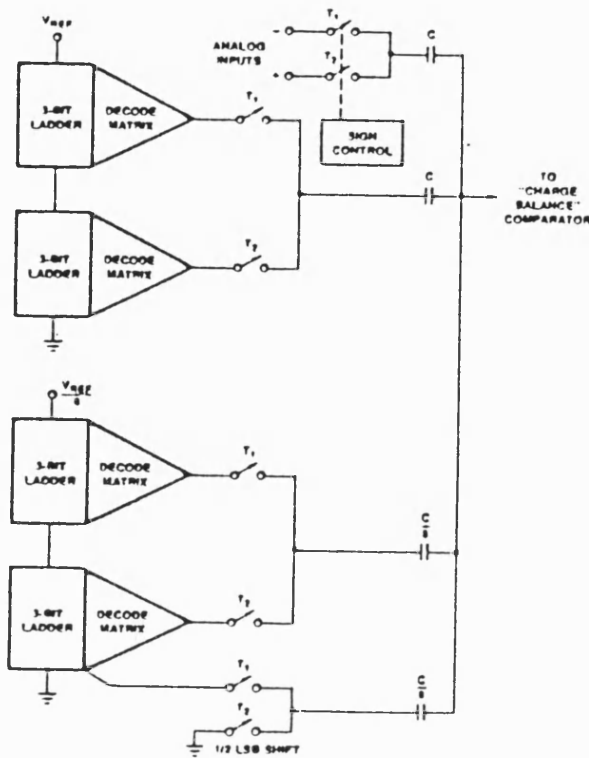 VREF
3-BIT
LADDER
DECODE
MATRIX
T1
ANALOG
INPUTS
-
+
T1
T2
SIGN
CONTROL
C
C
TO
"CHARGE
BALANCE"
COMPARATOR
3-BIT
LADDER
DECODE
MATRIX
T2
VREF
8
3-BIT
LADDER
DECODE
MATRIX
T1
C
8
3-BIT
LADDER
DECODE
MATRIX
T2
T1
T2
1/2 LSB SHIFT
C
8